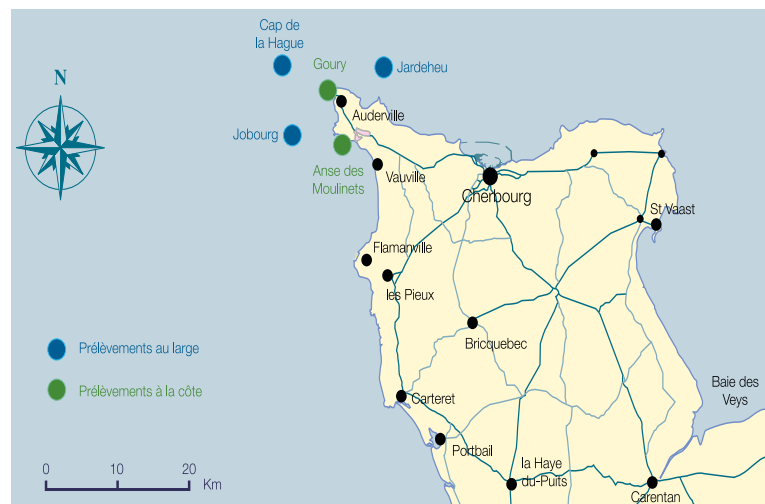 Cap de
la Hague
Goury
Jardeheu
N
Auderville
Jobourg
Anse des
Moulinets
Vauville
Cherbourg
St Vaast
Flamanville
les Pieux
Bricquebec
Prélèvements au large
Prélèvements à la côte
Baie des
Veys
Carteret
Portbail
la Haye
du-Puits
Carentan
0 10 20 Km